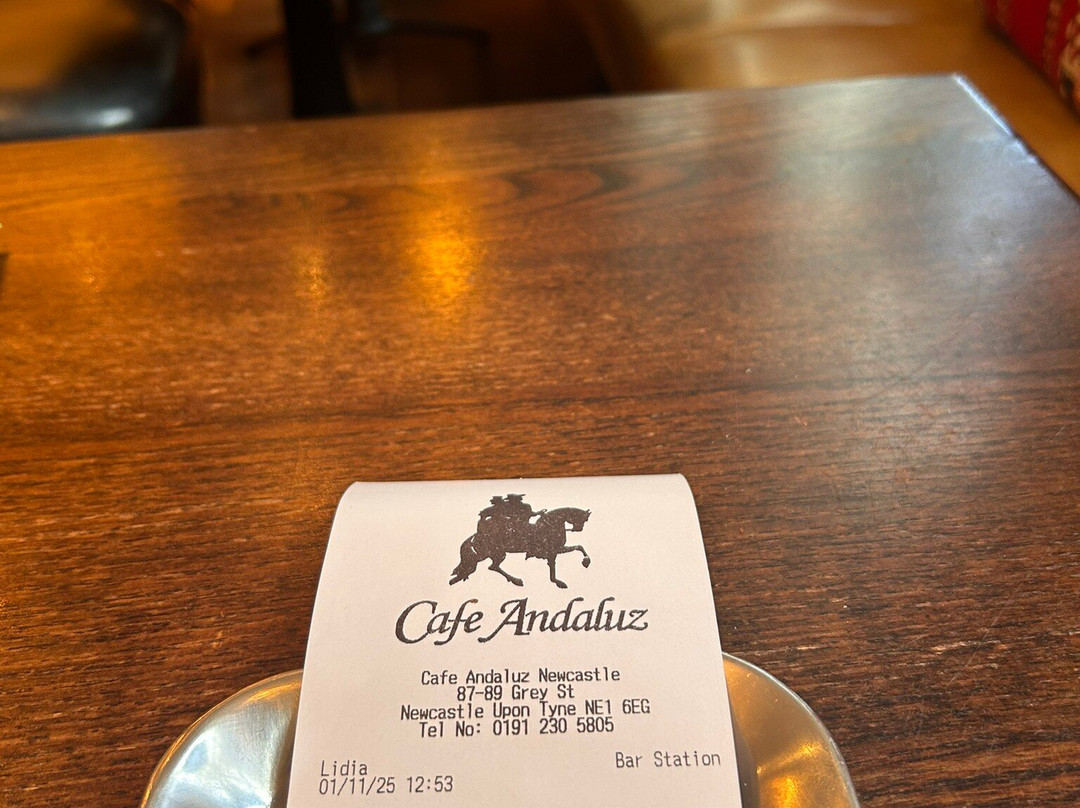 Cafe Andaluz
Cafe Andaluz Newcastle
87-89 Grey St
Newcastle Upon Tyne NE1 6EG
Tel No: 0191 230 5805
Bar Station
Lidia
01/11/25 12:53